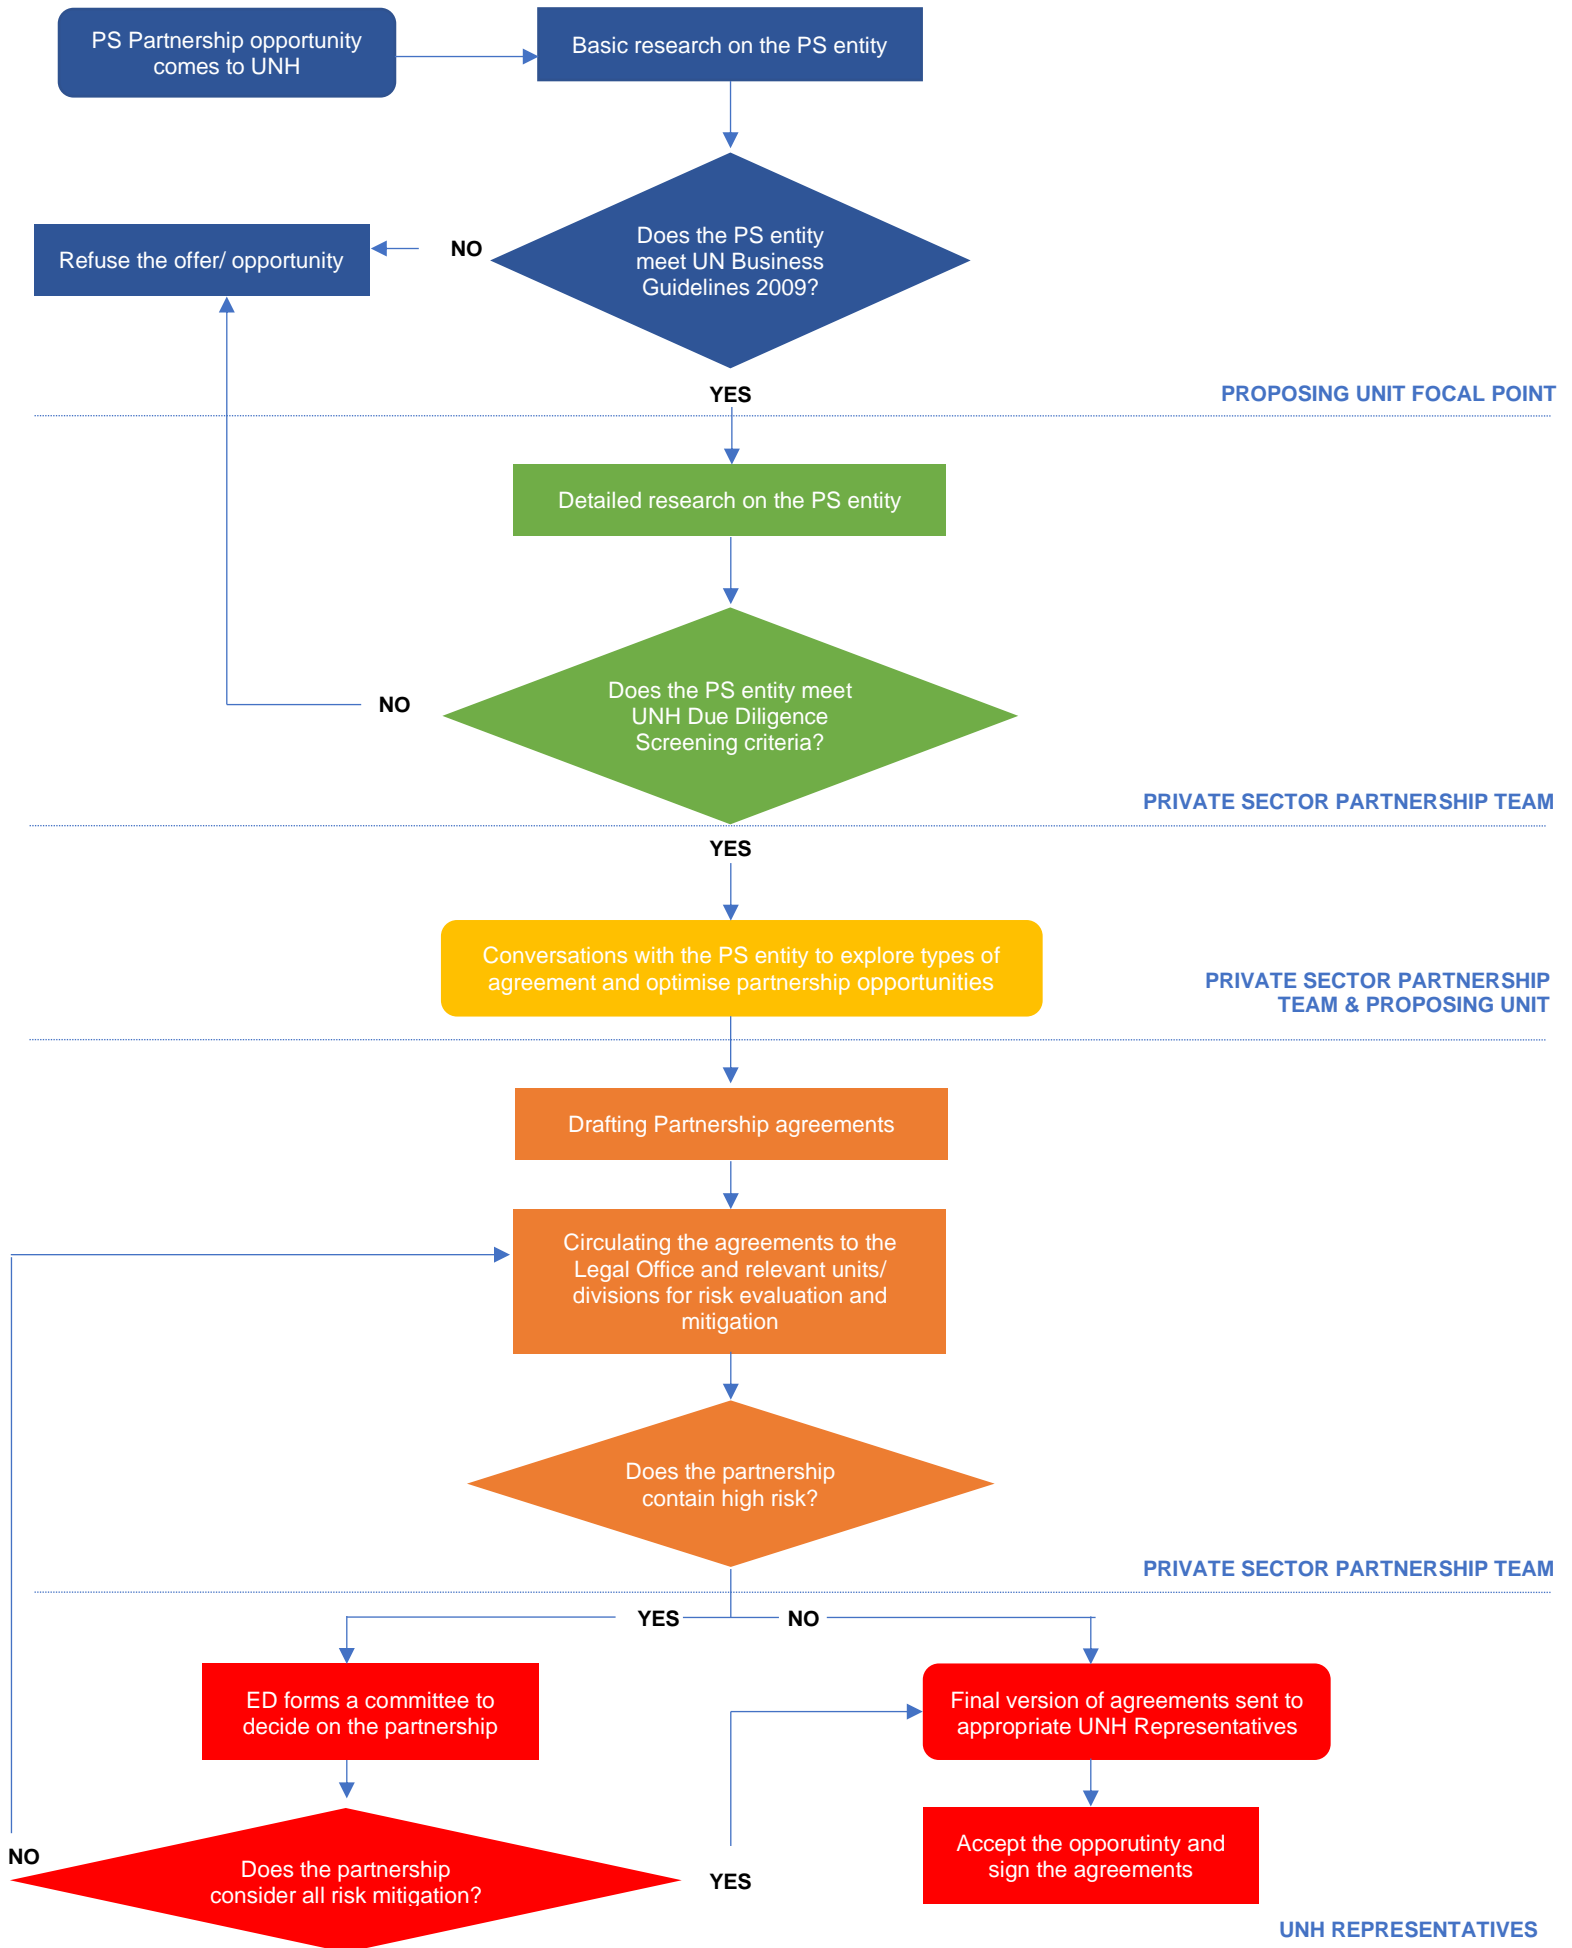 PS Partnership opportunity
comes to UNH
Basic research on the PS entity
Does the PS entity
meet UN Business
Guidelines 2009?
NO
Refuse the offer/ opportunity
YES
PROPOSING UNIT FOCAL POINT
Detailed research on the PS entity
Does the PS entity meet
UNH Due Diligence
Screening criteria?
NO
PRIVATE SECTOR PARTNERSHIP TEAM
YES
Conversations with the PS entity to explore types of
agreement and optimise partnership opportunities
PRIVATE SECTOR PARTNERSHIP
TEAM & PROPOSING UNIT
Drafting Partnership agreements
Circulating the agreements to the
Legal Office and relevant units/
divisions for risk evaluation and
mitigation
Does the partnership
contain high risk?
PRIVATE SECTOR PARTNERSHIP TEAM
YES
NO
ED forms a committee to
decide on the partnership
Final version of agreements sent to
appropriate UNH Representatives
NO
Does the partnership
consider all risk mitigation?
YES
Accept the opporutinty and
sign the agreements
UNH REPRESENTATIVES